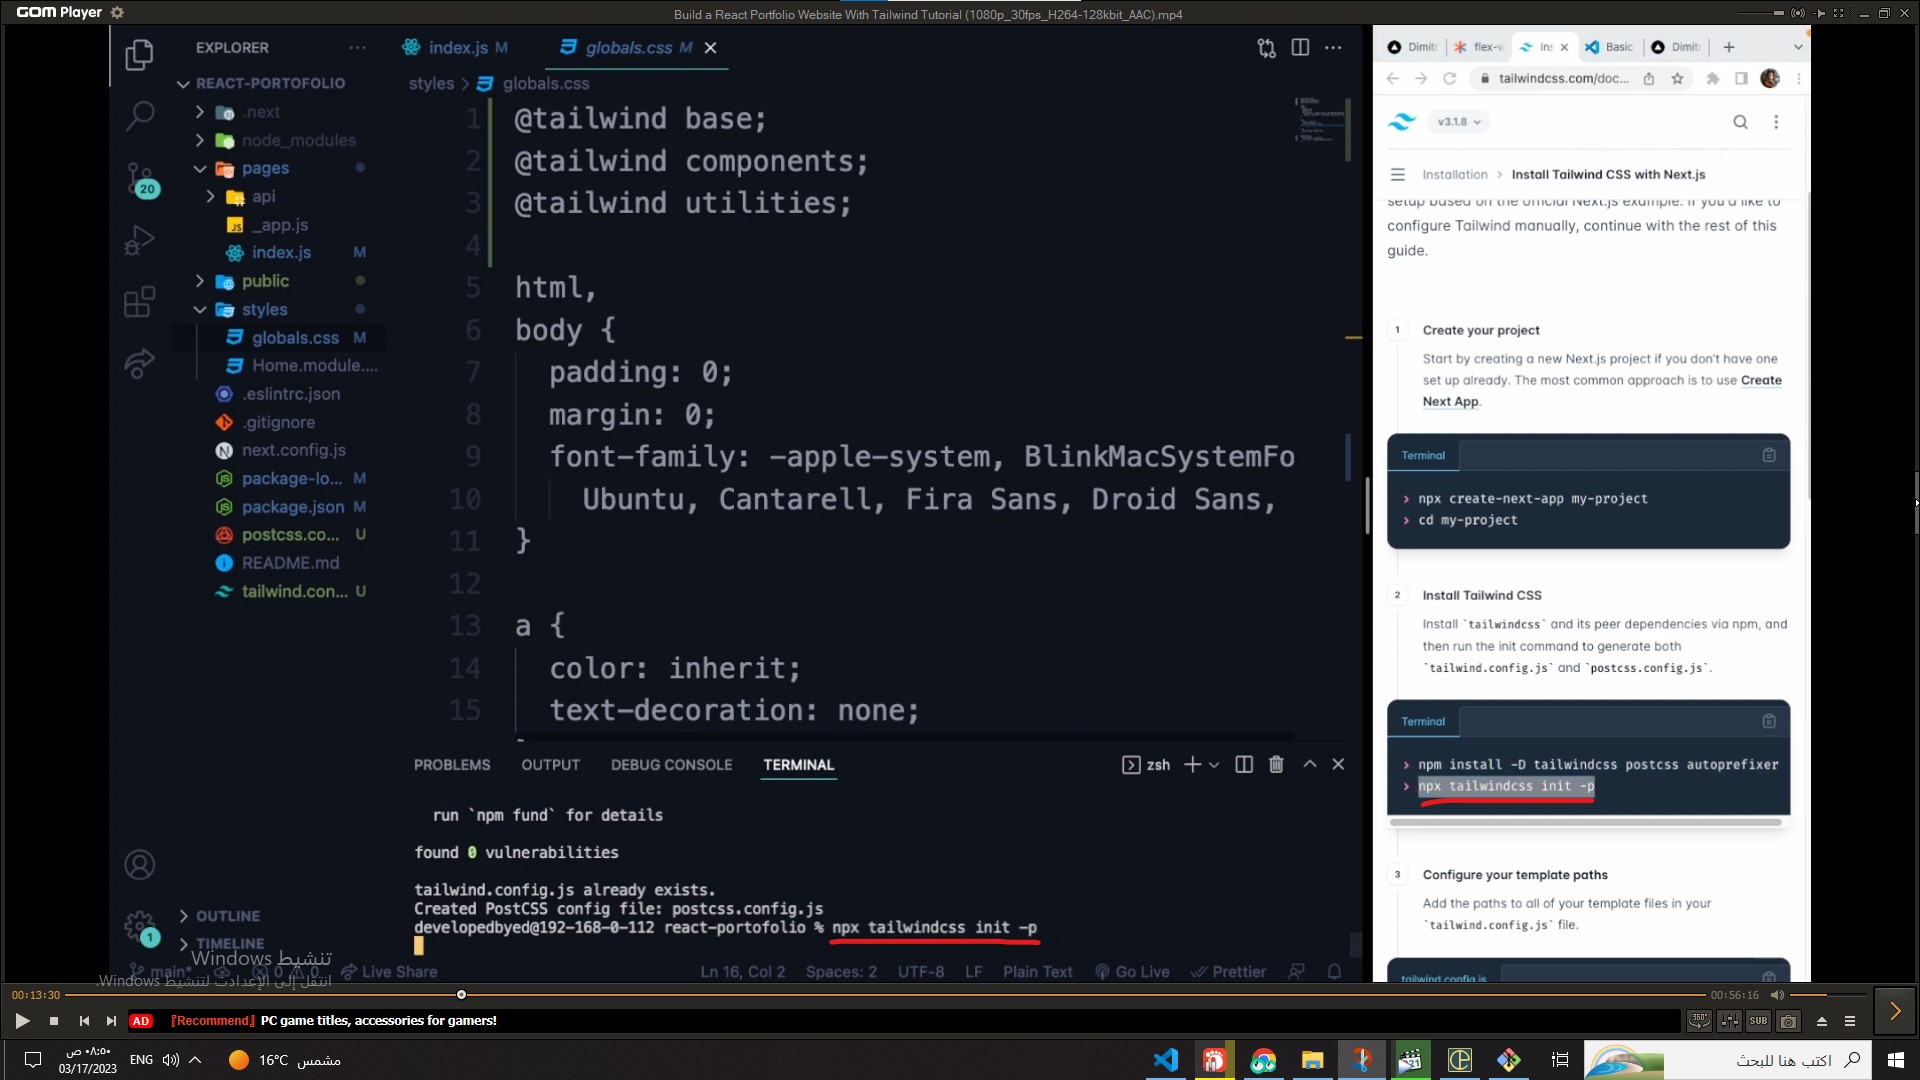 GOM Player
Build a React Portfolio Website With Tailwind Tutorial (1080p_30fps_H264-128kbit_AAC).mp4
EXPLORER
REACT-PORTOFOLIO
.next
node_modules
pages
api
_app.js
index.js M
public
styles
globals.css M
Home.module....
.eslintrc.json
.gitignore
next.config.js
package-lo... M
package.json M
postcss.co... U
README.md
tailwind.con... U
OUTLINE
TIMELINE
20
1
index.js M
globals.css M
styles > globals.css
1 @tailwind base;
2 @tailwind components;
3 @tailwind utilities;
4
5 html,
6 body {
7 padding: 0;
8 margin: 0;
9 font-family: -apple-system, BlinkMacSystemFo
10 Ubuntu, Cantarell, Fira Sans, Droid Sans,
11 }
12
13 a {
14 color: inherit;
15 text-decoration: none;
PROBLEMS OUTPUT DEBUG CONSOLE TERMINAL
zsh
run `npm fund` for details
found 0 vulnerabilities
tailwind.config.js already exists.
Created PostCSS config file: postcss.config.js
developedbyed@192-168-0-112 react-portofolio % npx tailwindcss init -p
main* 0 0 Live Share
Ln 16, Col 2 Spaces: 2 UTF-8 LF Plain Text Go Live Prettier
تنشيط Windows
انتقل إلى الإعدادت لتنشيط Windows.
Dimit flex-w Ins Basic Dimit
tailwindcss.com/doc...
v3.1.8
Installation > Install Tailwind CSS with Next.js
setup based on the official Next.js example. If you'd like to
configure Tailwind manually, continue with the rest of this
guide.
1 Create your project
Start by creating a new Next.js project if you don't have one
set up already. The most common approach is to use Create
Next App.
Terminal
> npx create-next-app my-project
> cd my-project
2 Install Tailwind CSS
Install `tailwindcss` and its peer dependencies via npm, and
then run the init command to generate both
`tailwind.config.js` and `postcss.config.js`.
Terminal
> npm install -D tailwindcss postcss autoprefixer
> npx tailwindcss init -p
3 Configure your template paths
Add the paths to all of your template files in your
`tailwind.config.js` file.
tailwind.config.js
00:13:30
00:56:16
AD 『Recommend』 PC game titles, accessories for gamers!
360° SUB
٠٨:٥٠ ص
03/17/2023
ENG
16°C مشمس
اكتب هنا للبحث